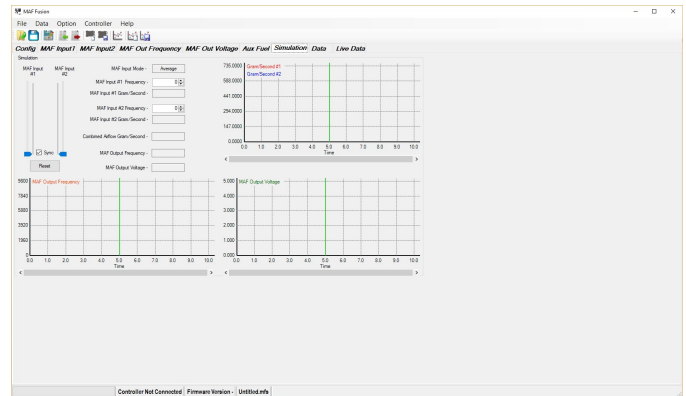 MAF Fusion
File Data Option Controller Help
Config MAF Input1 MAF Input2 MAF Out Frequency MAF Out Voltage Aux Fuel Simulation Data Live Data
Simulation
MAF Input #1
MAF Input #2
Sync
Reset
MAF Input Mode - Average
MAF Input #1 Frequency - 0
MAF Input #1 Gram/Second -
MAF Input #2 Frequency - 0
MAF Input #2 Gram/Second -
Combined Airflow Gram/Second -
MAF Output Frequency -
MAF Output Voltage -
Gram/Second #1
Gram/Second #2
735.0000
588.0000
441.0000
294.0000
147.0000
0.0000
0.0 1.0 2.0 3.0 4.0 5.0 6.0 7.0 8.0 9.0 10.0
Time
MAF Output Frequency
7840
5880
3920
1960
0
0.0 1.0 2.0 3.0 4.0 5.0 6.0 7.0 8.0 9.0 10.0
Time
MAF Output Voltage
5.000
4.000
3.000
2.000
1.000
0.000
0.0 1.0 2.0 3.0 4.0 5.0 6.0 7.0 8.0 9.0 10.0
Time
Controller Not Connected Firmware Version - Untitled.mfs